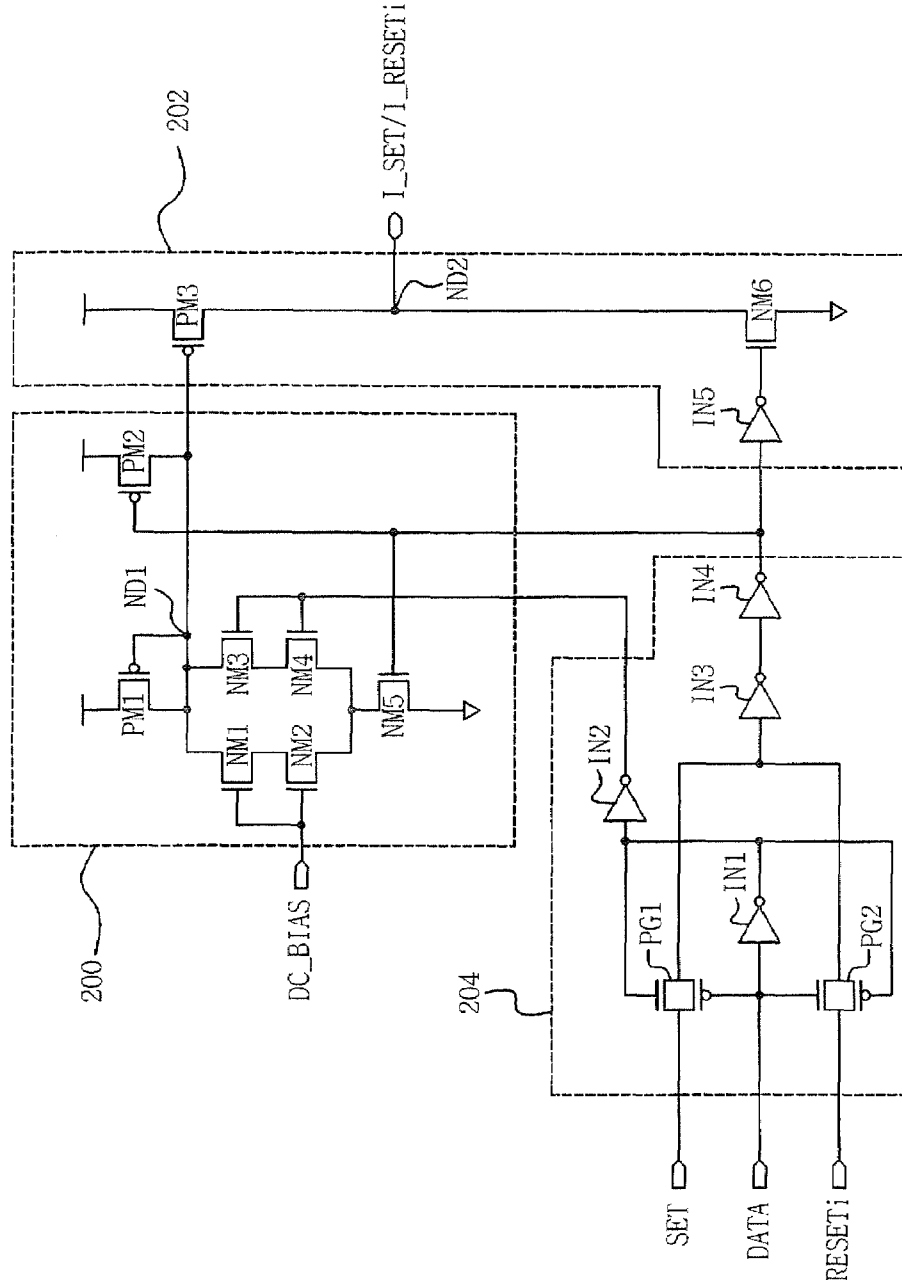 200
202
ND1
PM1
PM2
PM3
NM1
NM3
NM2
NM4
NM5
DC_BIAS
ND2
I_SET/I_RESETi
204
IN2
PG1
IN1
PG2
IN3
IN4
IN5
NM6
SET
DATA
RESETi